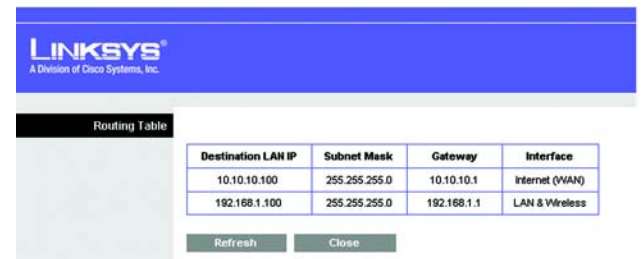 LINKSYS®
A Division of Cisco Systems, Inc.
Routing Table
Destination LAN IP Subnet Mask Gateway Interface
10.10.10.100 255.255.255.0 10.10.10.1 Internet (WAN)
192.168.1.100 255.255.255.0 192.168.1.1 LAN & Wireless
Refresh Close